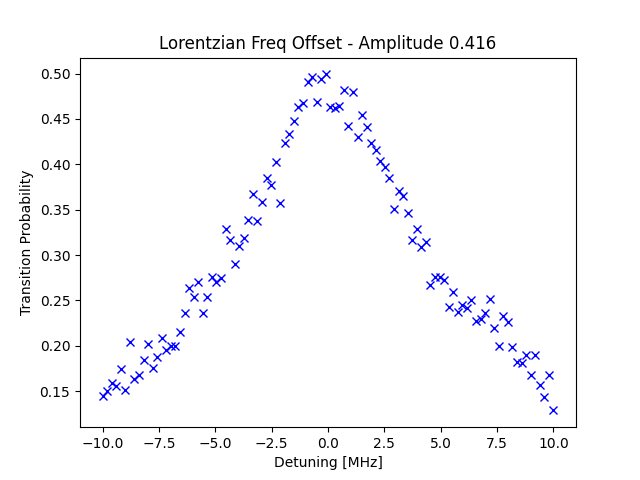 Lorentzian Freq Offset - Amplitude 0.416
0.50
0.45
0.40
0.35
0.30
0.25
0.20
0.15
Transition Probability
−10.0 −7.5 −5.0 −2.5 0.0 2.5 5.0 7.5 10.0
Detuning [MHz]